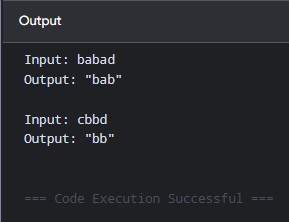 Output
Input: babad
Output: "bab"
Input: cbbd
Output: "bb"
=== Code Execution Successful ===